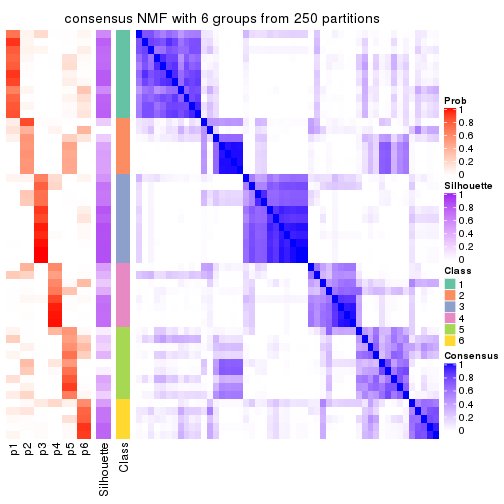 consensus NMF with 6 groups from 250 partitions
Prob
1
0.8
0.6
0.4
0.2
0
Silhouette
1
0.8
0.6
0.4
0.2
0
Class
1
2
3
4
5
6
Consensus
1
0.8
0.6
0.4
0.2
0
p1
p2
p3
p4
p5
p6
Silhouette
Class